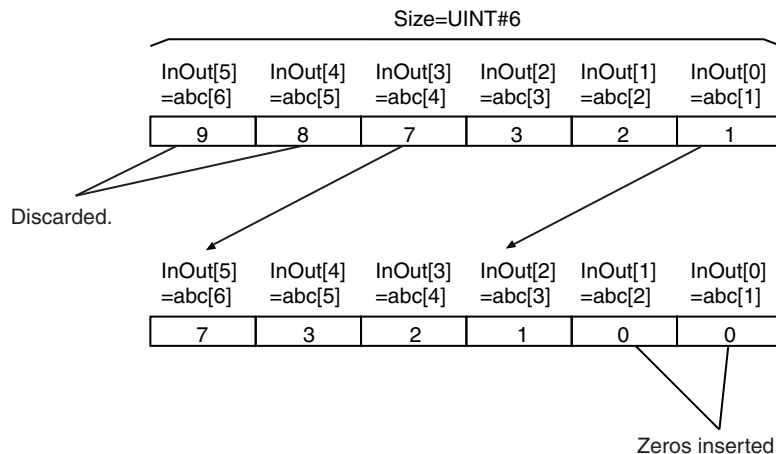 Size=UINT#6
InOut[5] InOut[4] InOut[3] InOut[2] InOut[1] InOut[0]
=abc[6] =abc[5] =abc[4] =abc[3] =abc[2] =abc[1]
9 8 7 3 2 1
Discarded.
InOut[5] InOut[4] InOut[3] InOut[2] InOut[1] InOut[0]
=abc[6] =abc[5] =abc[4] =abc[3] =abc[2] =abc[1]
7 3 2 1 0 0
Zeros inserted